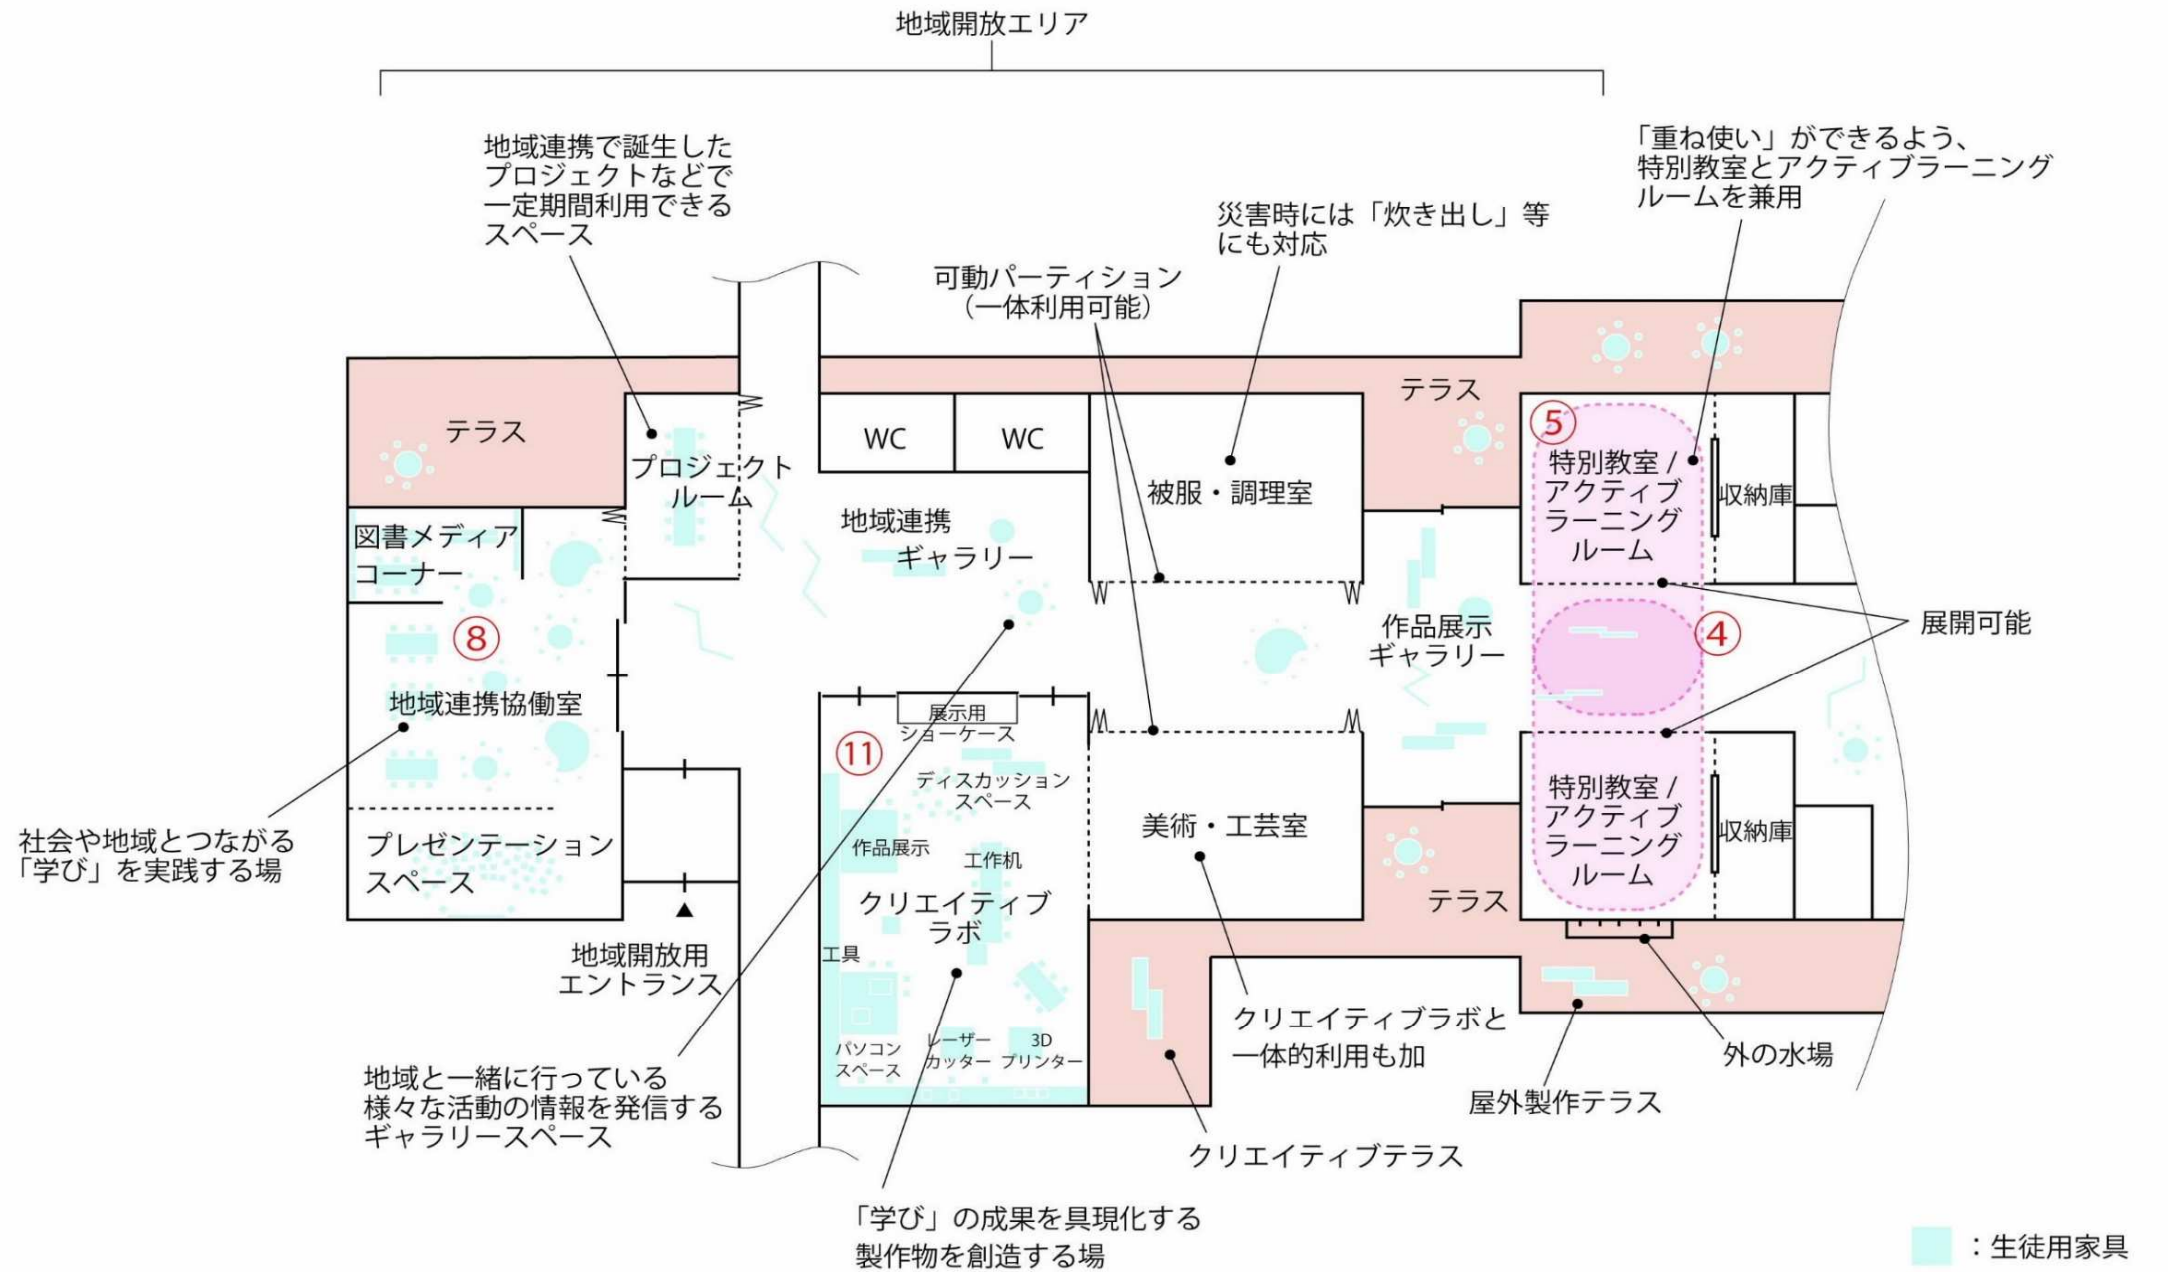 地域開放エリア
地域連携で誕生した
プロジェクトなどで
一定期間利用できる
スペース
「重ね使い」ができるよう、
特別教室とアクティブラーニング
ルームを兼用
災害時には「炊き出し」等
にも対応
可動パーティション
（一体利用可能）
テラス
テラス
⑤
WC
WC
プロジェクト
ルーム
特別教室 /
アクティブ
ラーニング
ルーム
収納庫
被服・調理室
図書メディア
コーナー
地域連携
ギャラリー
⑧
作品展示
ギャラリー
④
展開可能
地域連携協働室
展示用
ショーケース
⑪
ディスカッション
スペース
特別教室 /
アクティブ
ラーニング
ルーム
収納庫
美術・工芸室
社会や地域とつながる
「学び」を実践する場
プレゼンテーション
スペース
作品展示
工作机
クリエイティブ
ラボ
テラス
工具
地域開放用
エントランス
パソコン
スペース
レーザー
カッター
3D
プリンター
クリエイティブラボと
一体的利用も加
外の水場
屋外製作テラス
地域と一緒に行っている
様々な活動の情報を発信する
ギャラリースペース
クリエイティブテラス
「学び」の成果を具現化する
製作物を創造する場
：生徒用家具